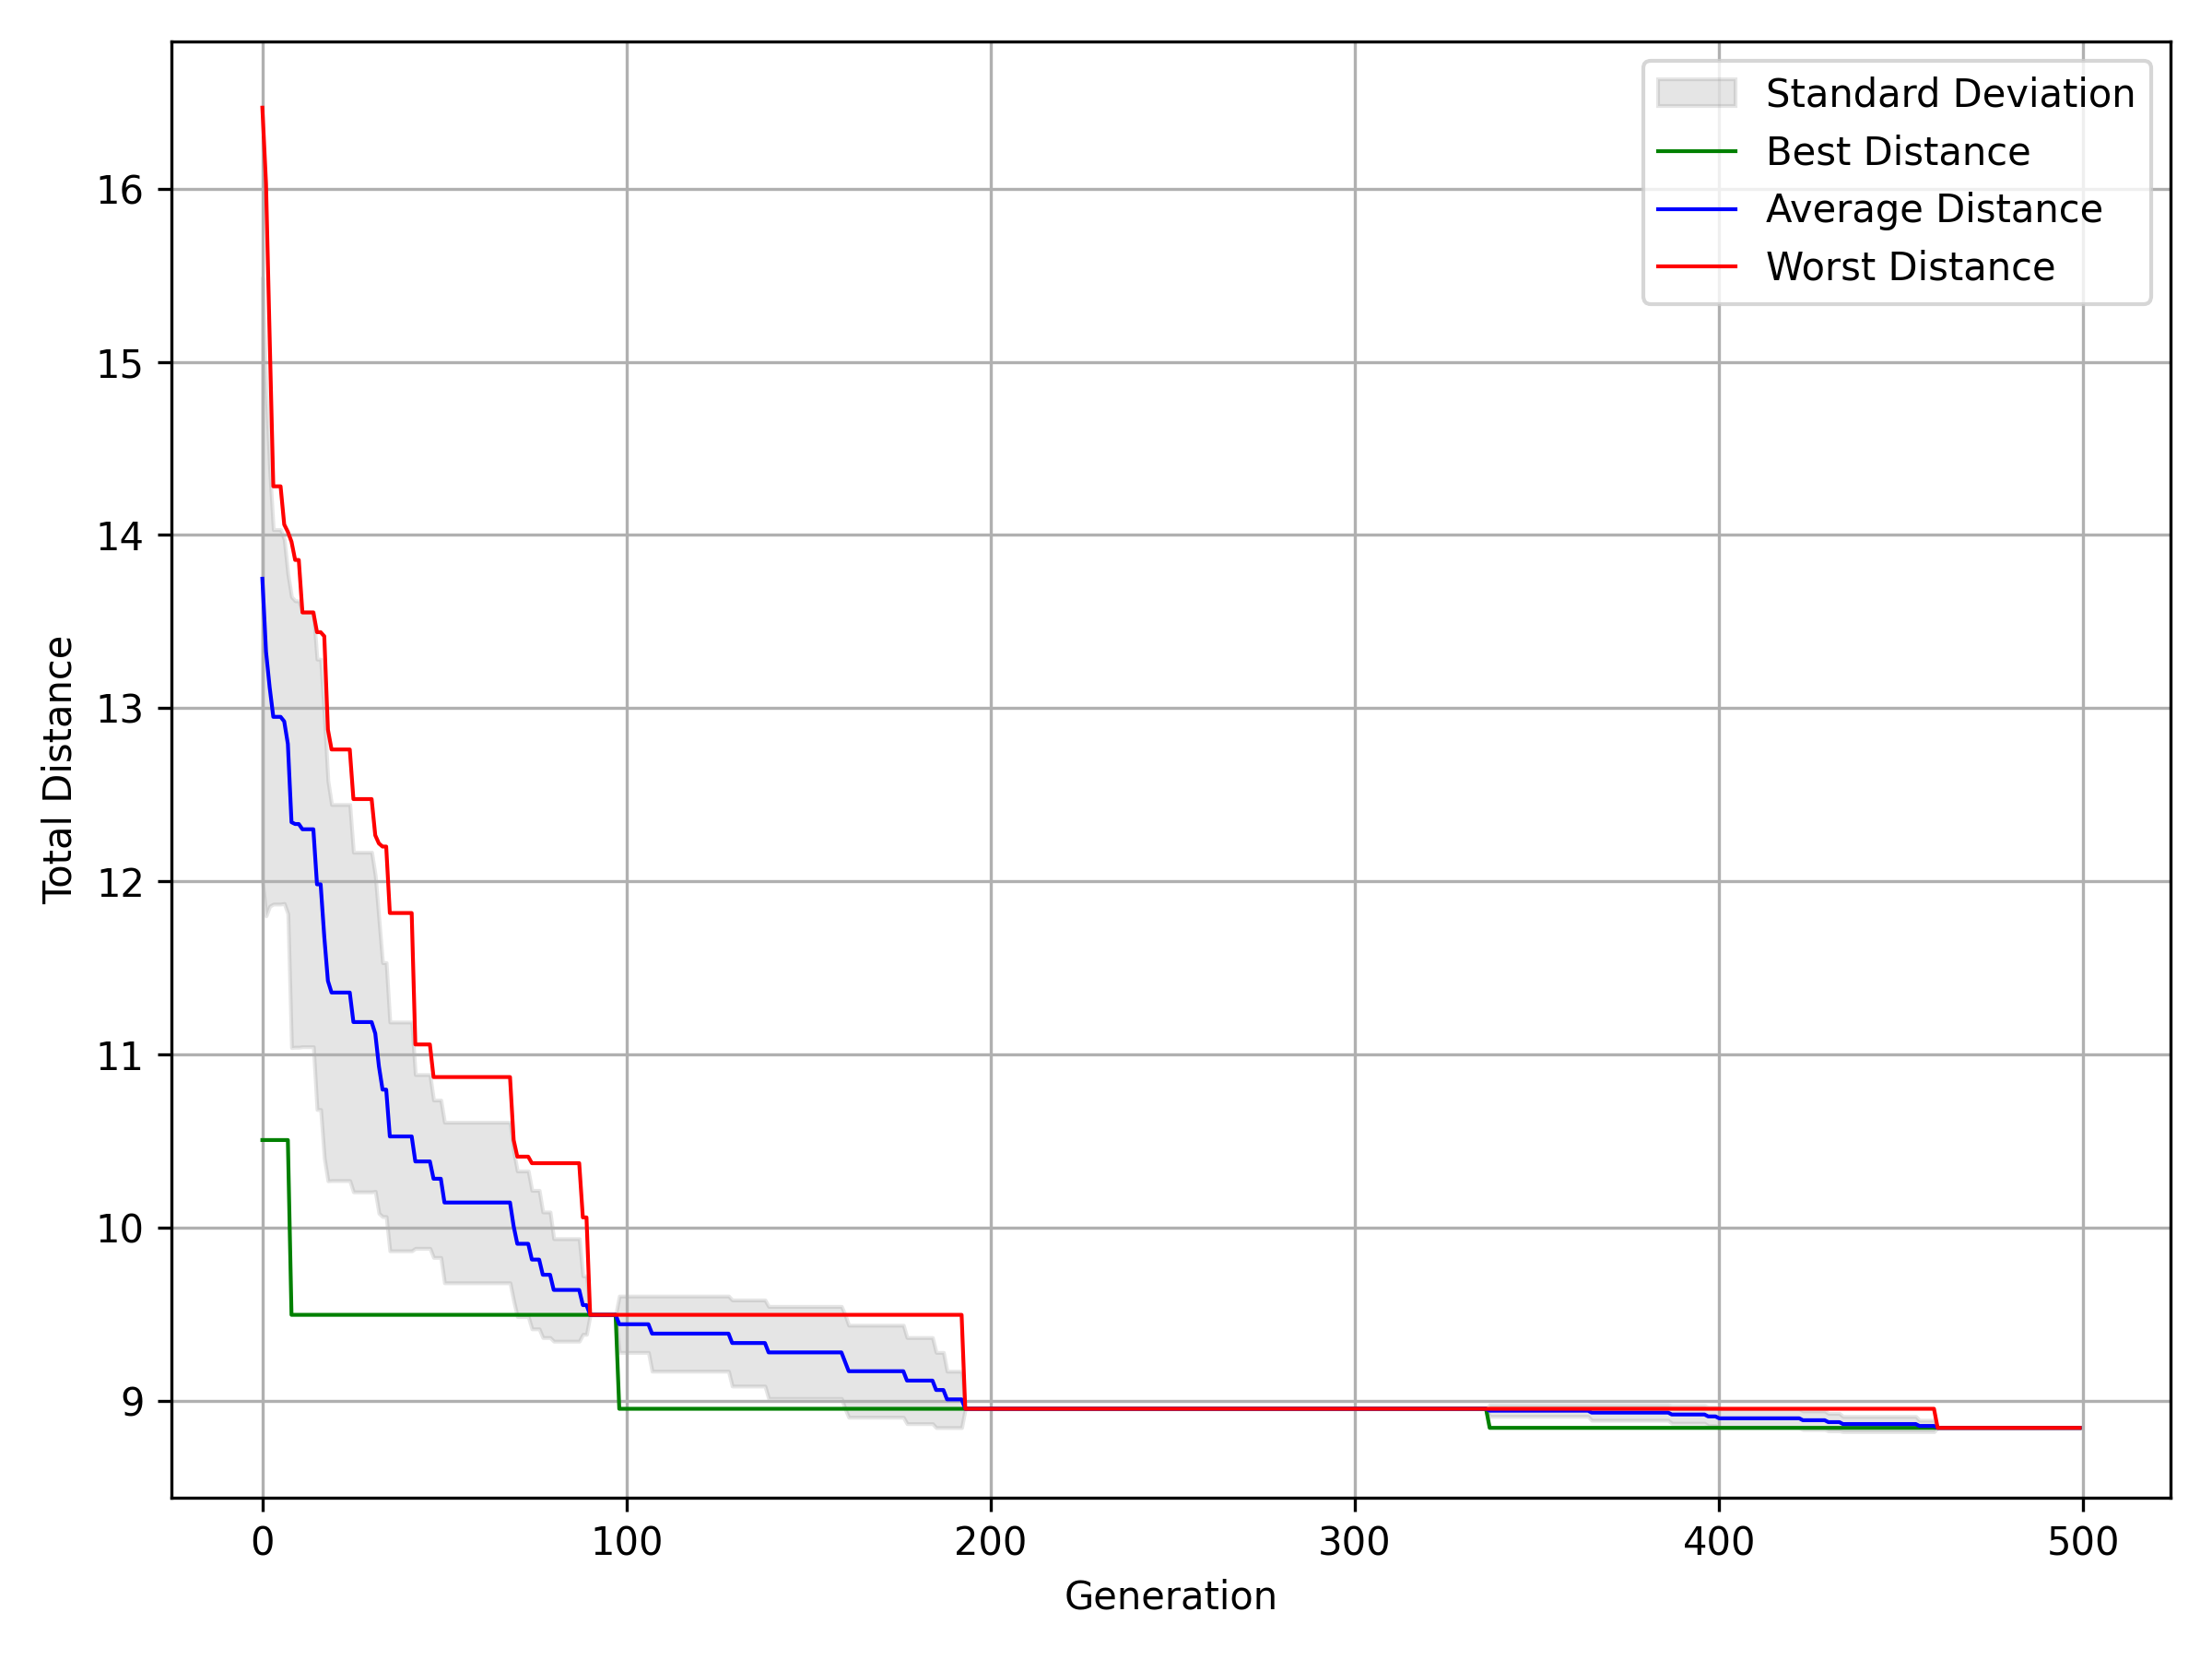 Standard Deviation
Best Distance
Average Distance
Worst Distance
16
15
14
13
12
11
10
9
Total Distance
0 100 200 300 400 500
Generation